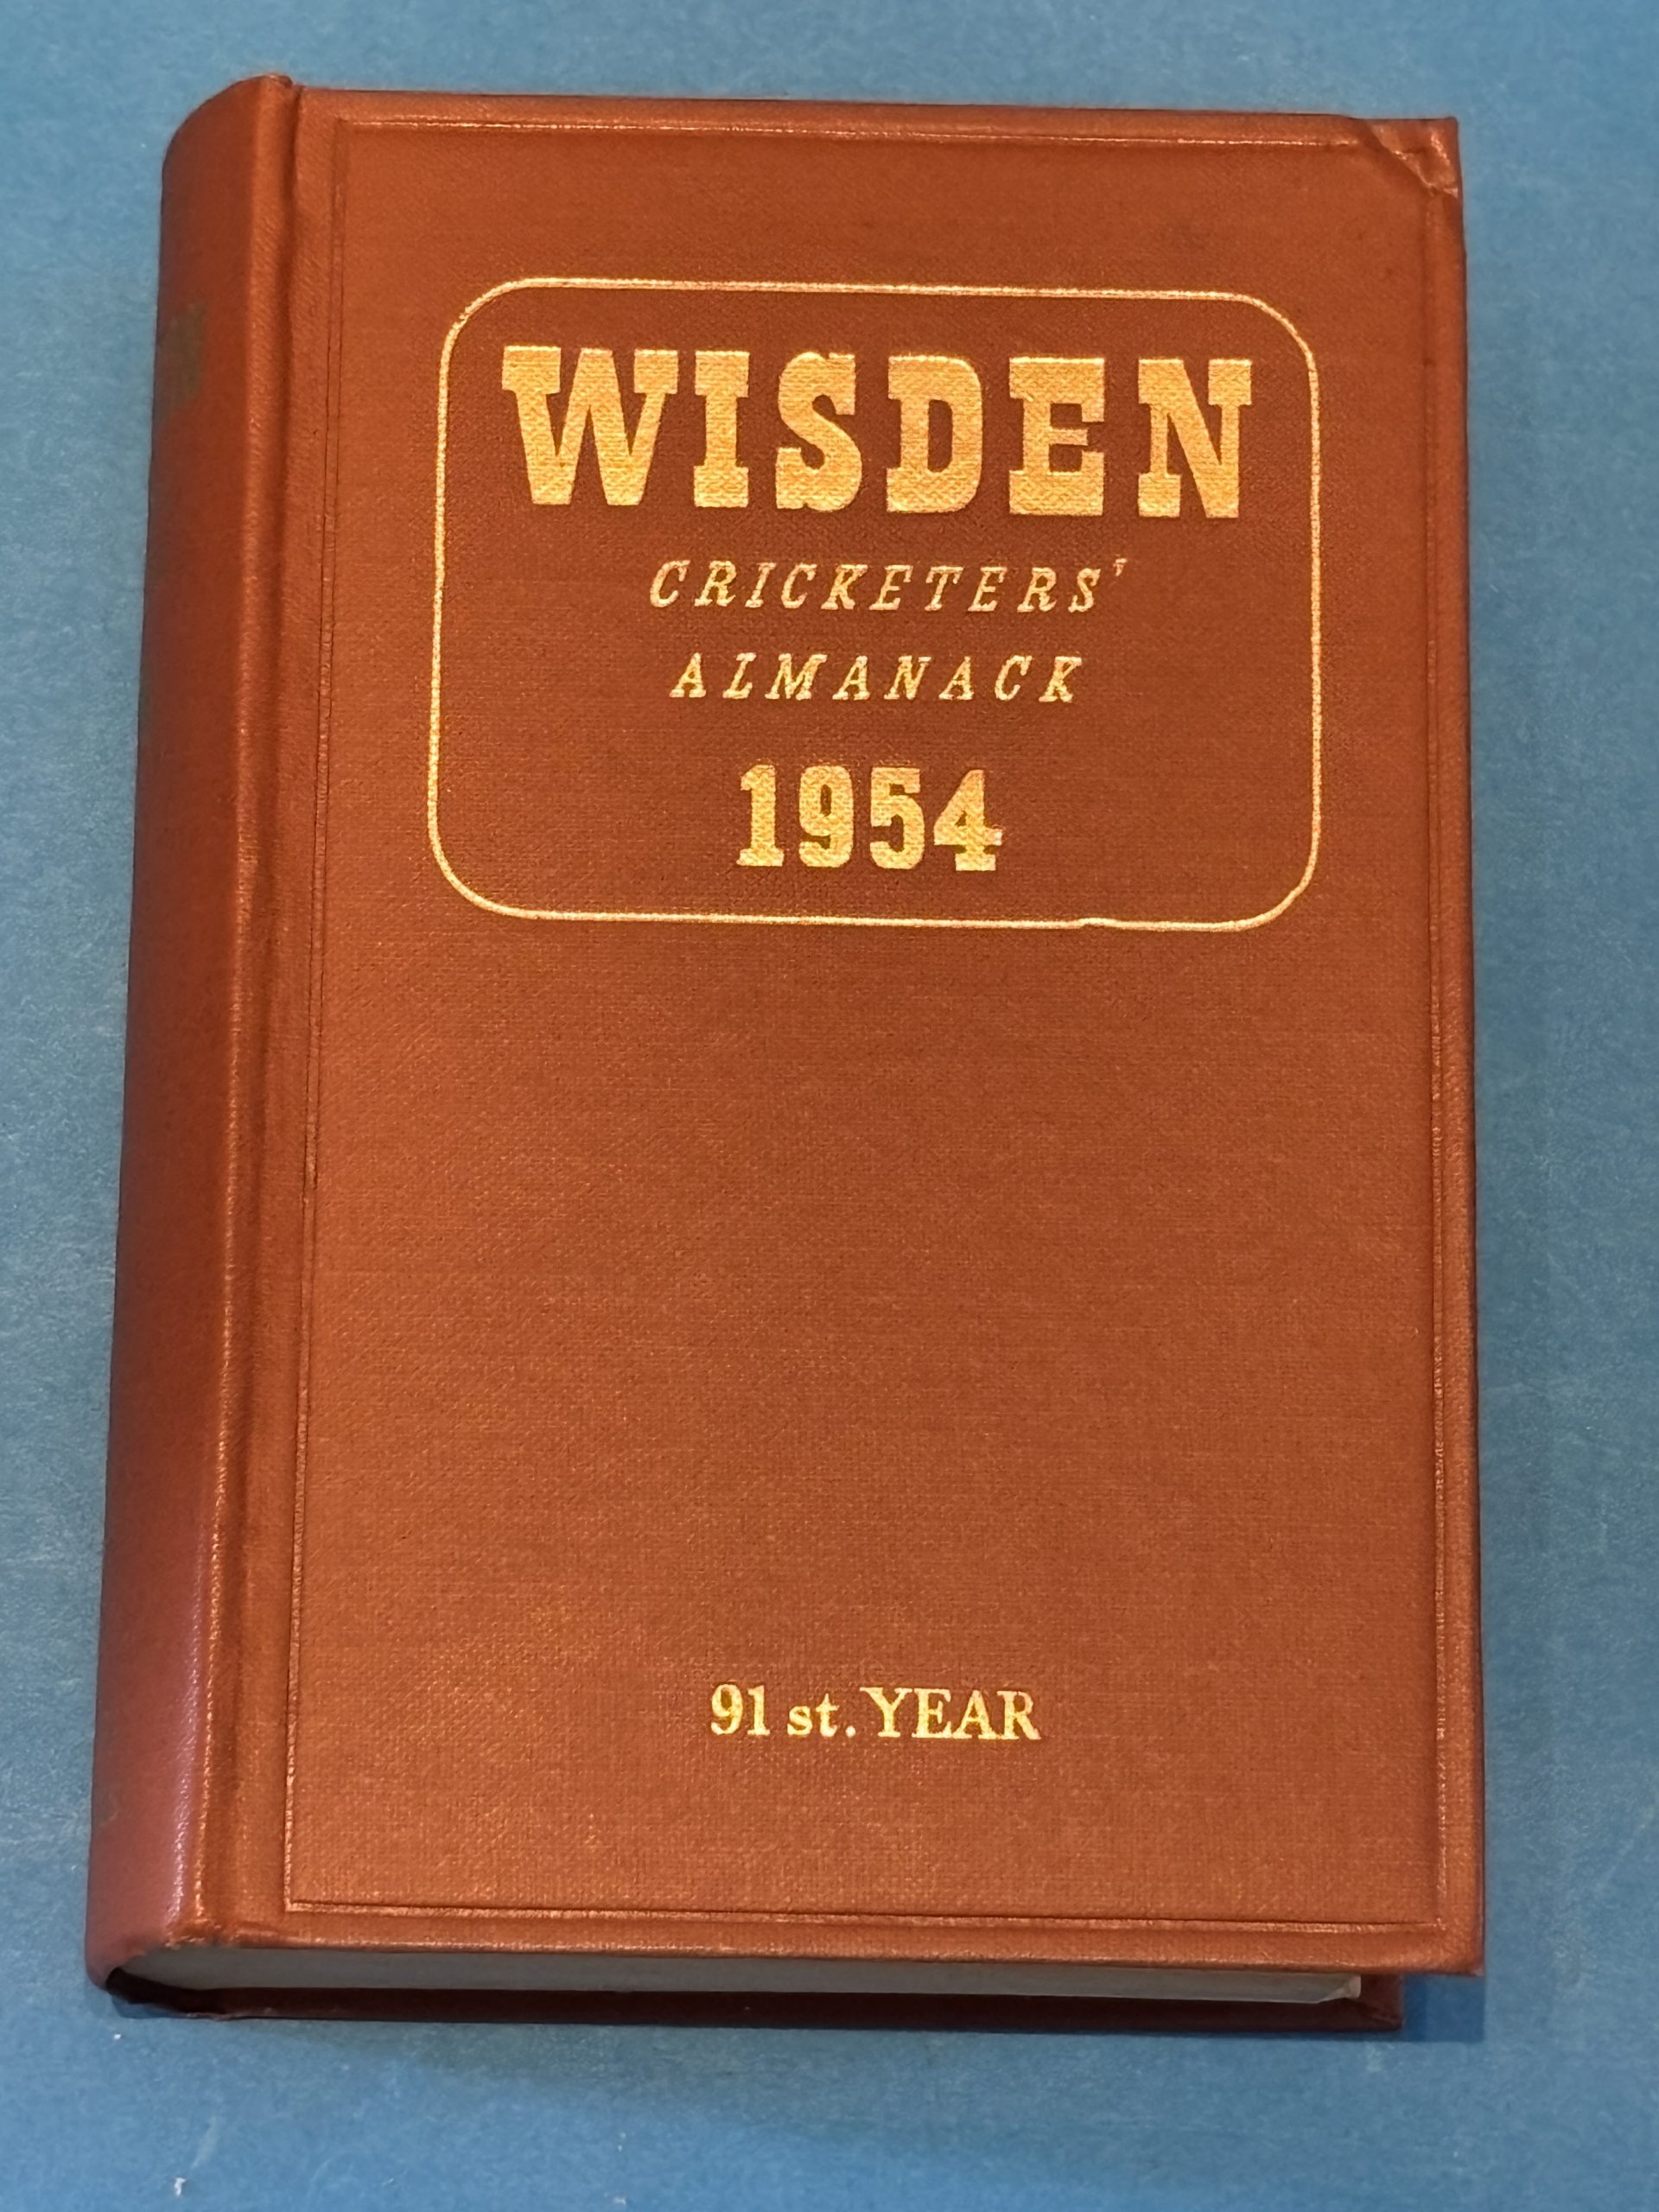 WISDEN
CRICKETERS'
ALMANACK
1954
91 st. YEAR